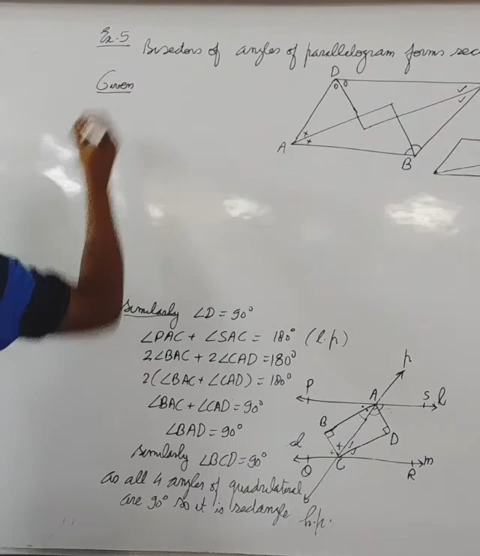 Ex.5 Bisectors of angles of parallelogram forms rec
Given
D
A
B
Similarly ∠D = 90°
∠PAC + ∠SAC = 180° (l.p)
2∠BAC + 2∠CAD = 180°
2(∠BAC + ∠CAD) = 180°
∠BAC + ∠CAD = 90°
∠BAD = 90°
Similarly ∠BCD = 90°
as all 4 angles of quadrilateral
are 90° so it is rectangle
h.p.
p
P A S l
B D
Q C R m